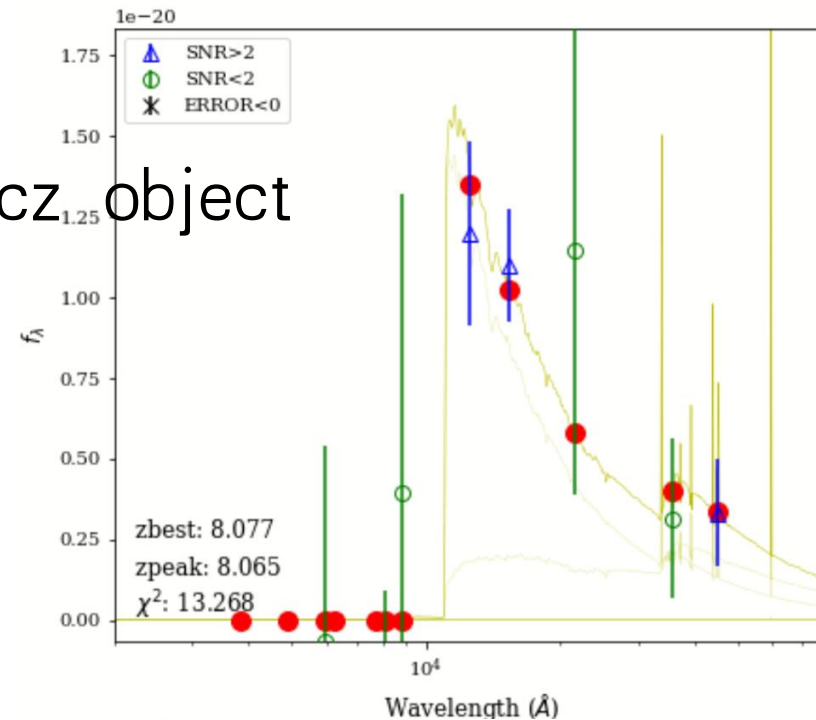 1e−20
SNR>2
SNR<2
ERROR<0
cz object
1.75
1.50
1.25
1.00
0.75
0.50
0.25
0.00
fλ
zbest: 8.077
zpeak: 8.065
χ²: 13.268
10⁴
Wavelength (Å)